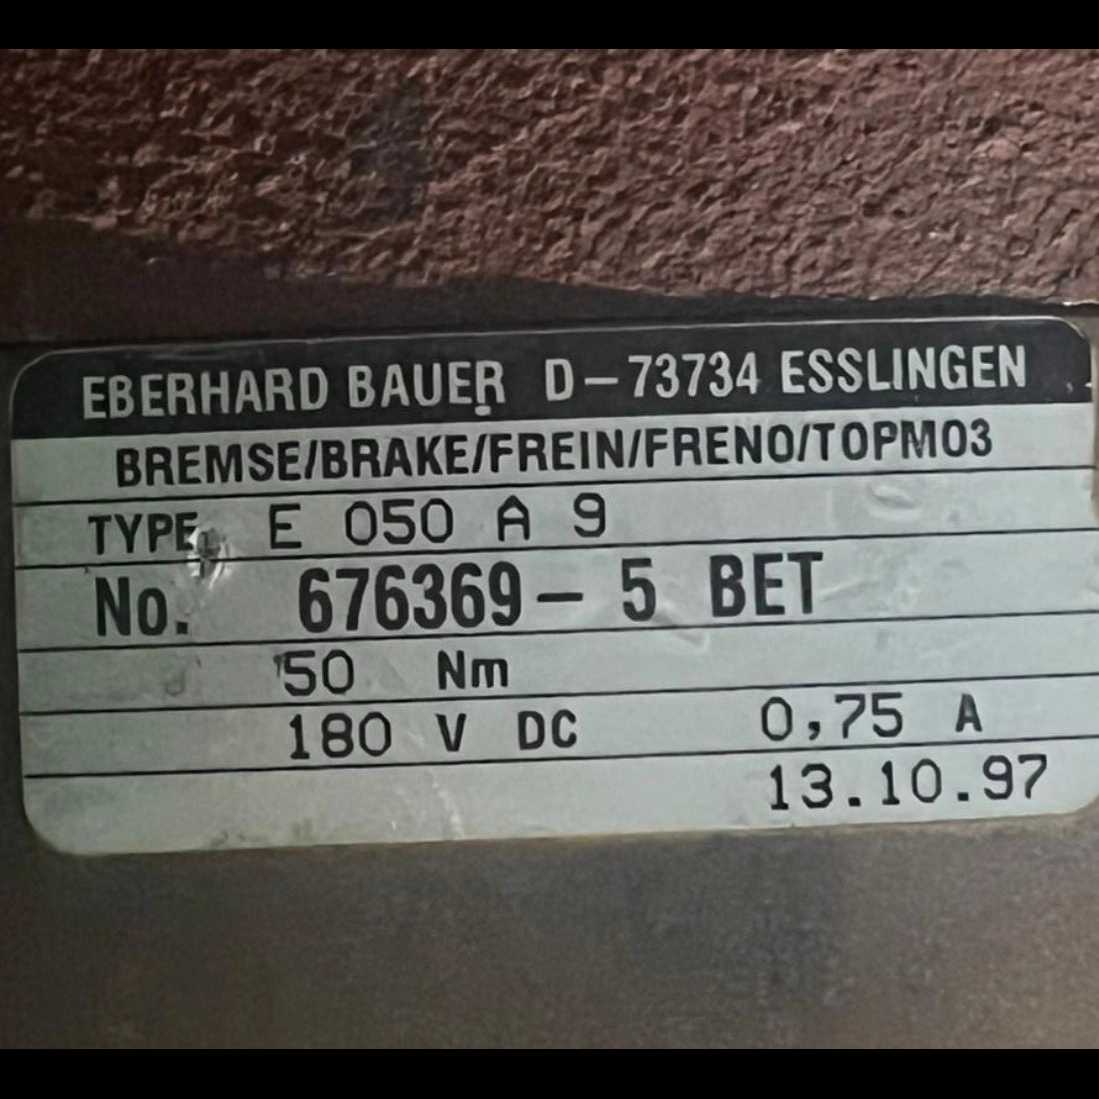 EBERHARD BAUER D-73734 ESSLINGEN
BREMSE/BRAKE/FREIN/FRENO/TOPMO3
TYPE E 050 A 9
No. 676369-5 BET
50 Nm
180 V DC 0,75 A
13.10.97